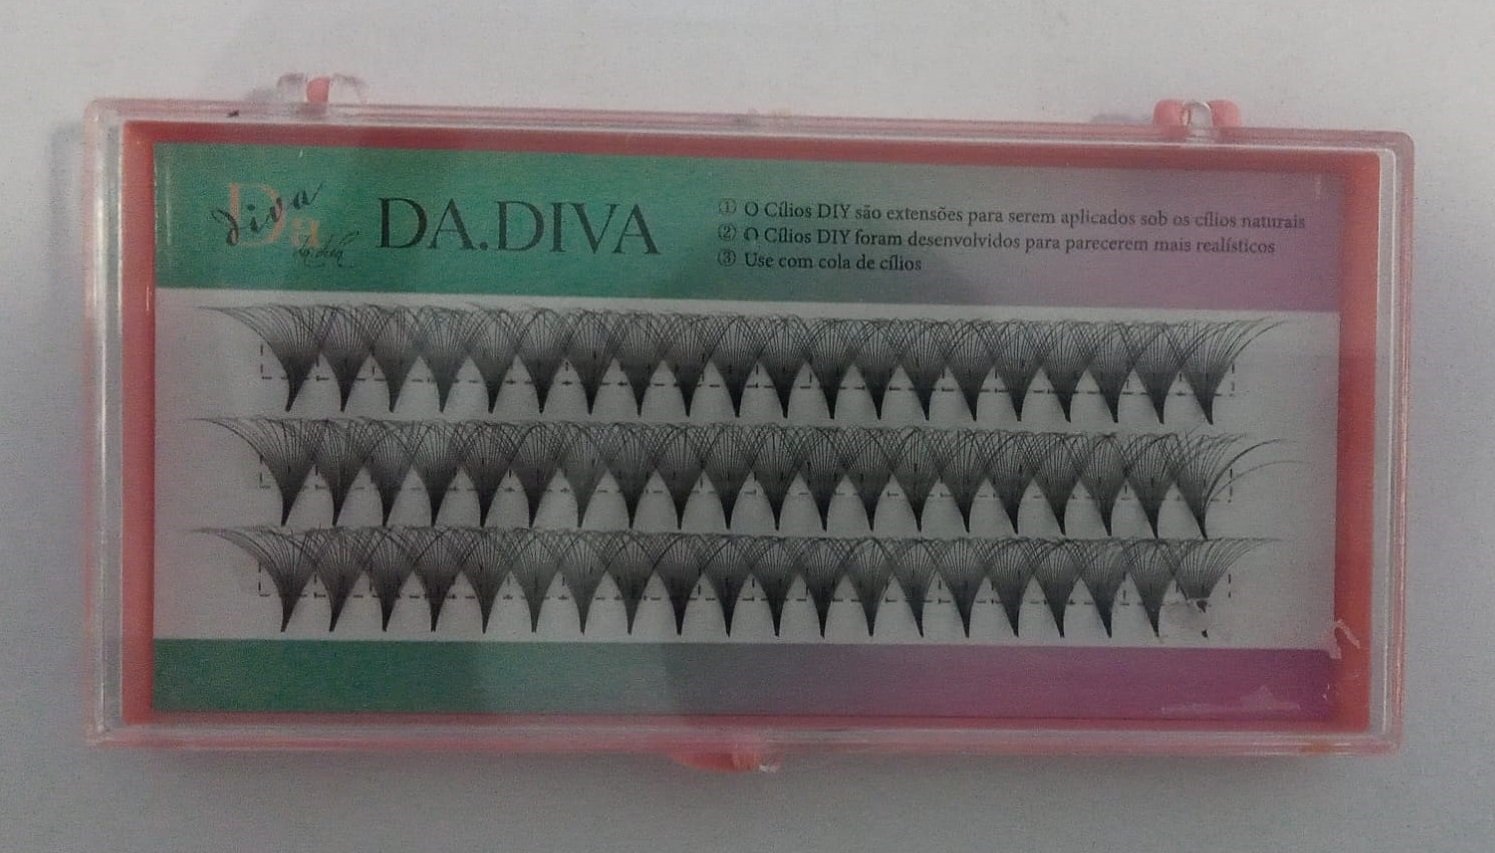 Diva
Da
DA.DIVA
① O Cílios DIY são extensões para serem aplicados sob os cílios naturais
② O Cílios DIY foram desenvolvidos para parecerem mais realísticos
③ Use com cola de cílios